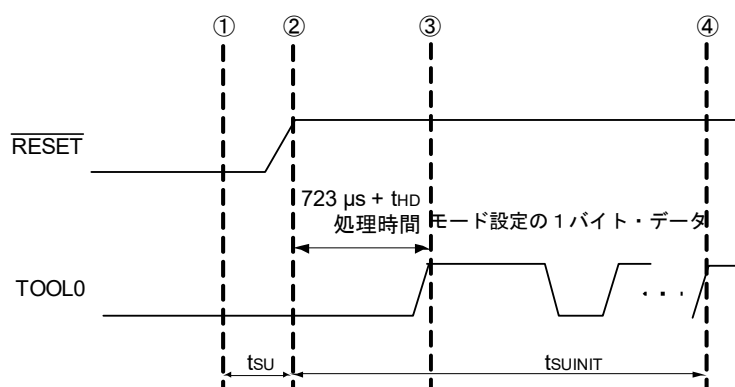 ① ② ③ ④
RESET
723 µs + tHD
処理時間
モード設定の1バイト・データ
TOOL0
・・・
tSU
tSUINIT